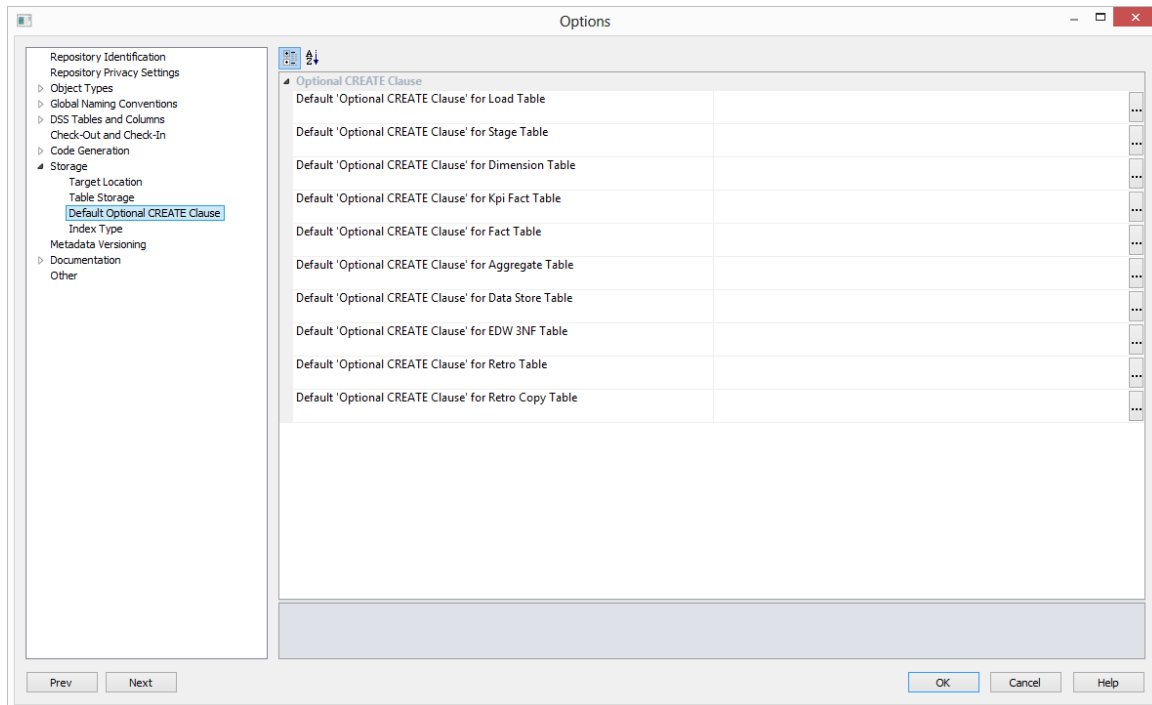 Options
Repository Identification
Repository Privacy Settings
Object Types
Global Naming Conventions
DSS Tables and Columns
Check-Out and Check-In
Code Generation
Storage
Target Location
Table Storage
Default Optional CREATE Clause
Index Type
Metadata Versioning
Documentation
Other
Optional CREATE Clause
Default 'Optional CREATE Clause' for Load Table
...
Default 'Optional CREATE Clause' for Stage Table
...
Default 'Optional CREATE Clause' for Dimension Table
...
Default 'Optional CREATE Clause' for Kpi Fact Table
...
Default 'Optional CREATE Clause' for Fact Table
...
Default 'Optional CREATE Clause' for Aggregate Table
...
Default 'Optional CREATE Clause' for Data Store Table
...
Default 'Optional CREATE Clause' for EDW 3NF Table
...
Default 'Optional CREATE Clause' for Retro Table
...
Default 'Optional CREATE Clause' for Retro Copy Table
...
Prev Next OK Cancel Help